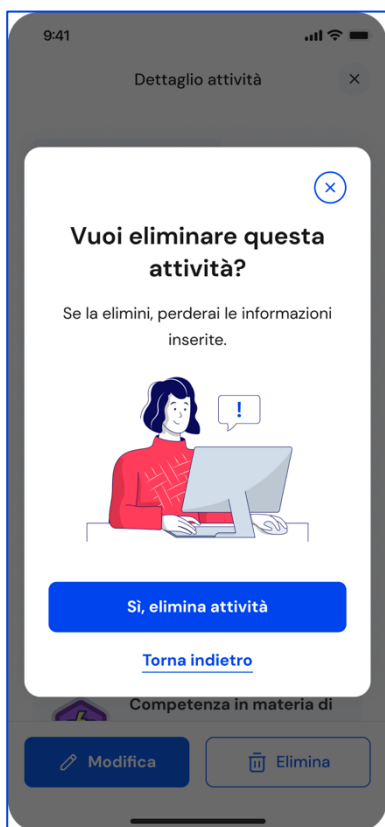 9:41
Dettaglio attività
Vuoi eliminare questa
attività?
Se la elimini, perderai le informazioni
inserite.
!
Sì, elimina attività
Torna indietro
Competenza in materia di
Modifica
Elimina